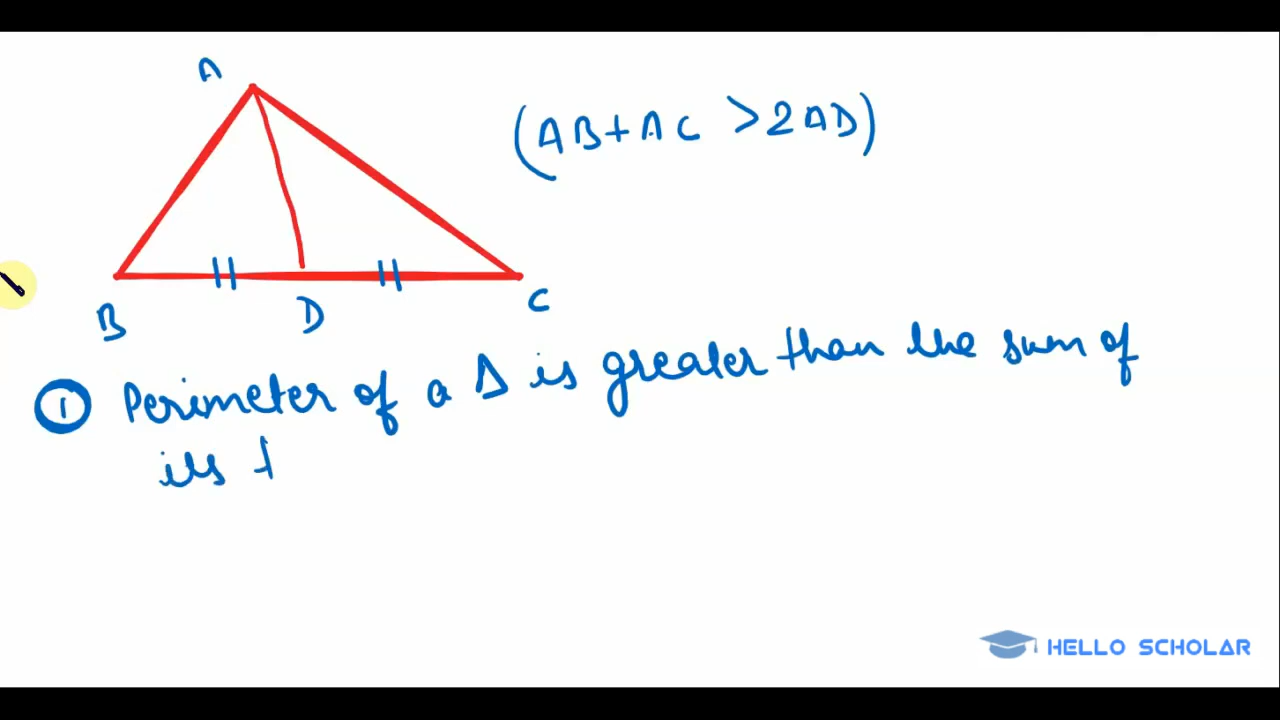 A
(AB+AC >2AD)
B
D
C
① Perimeter of a Δ is greater than the sum of
its
HELLO SCHOLAR